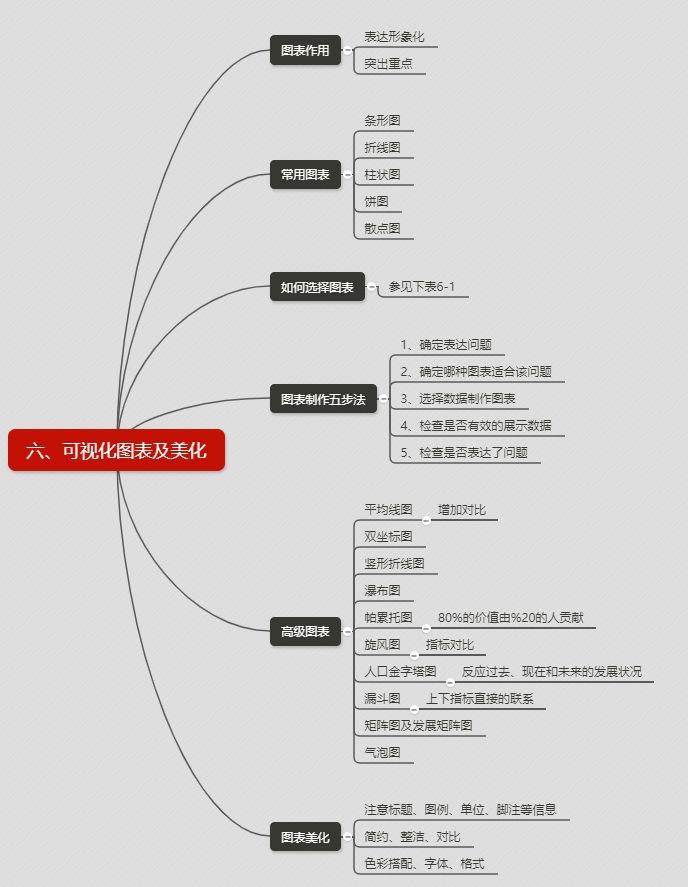 图表作用
表达形象化
突出重点
常用图表
条形图
折线图
柱状图
饼图
散点图
如何选择图表
参见下表6-1
图表制作五步法
1、确定表达问题
2、确定哪种图表适合该问题
3、选择数据制作图表
4、检查是否有效的展示数据
5、检查是否表达了问题
六、可视化图表及美化
高级图表
平均线图
增加对比
双坐标图
竖形折线图
瀑布图
帕累托图
80%的价值由%20的人贡献
旋风图
指标对比
人口金字塔图
反应过去、现在和未来的发展状况
漏斗图
上下指标直接的联系
矩阵图及发展矩阵图
气泡图
图表美化
注意标题、图例、单位、脚注等信息
简约、整洁、对比
色彩搭配、字体、格式